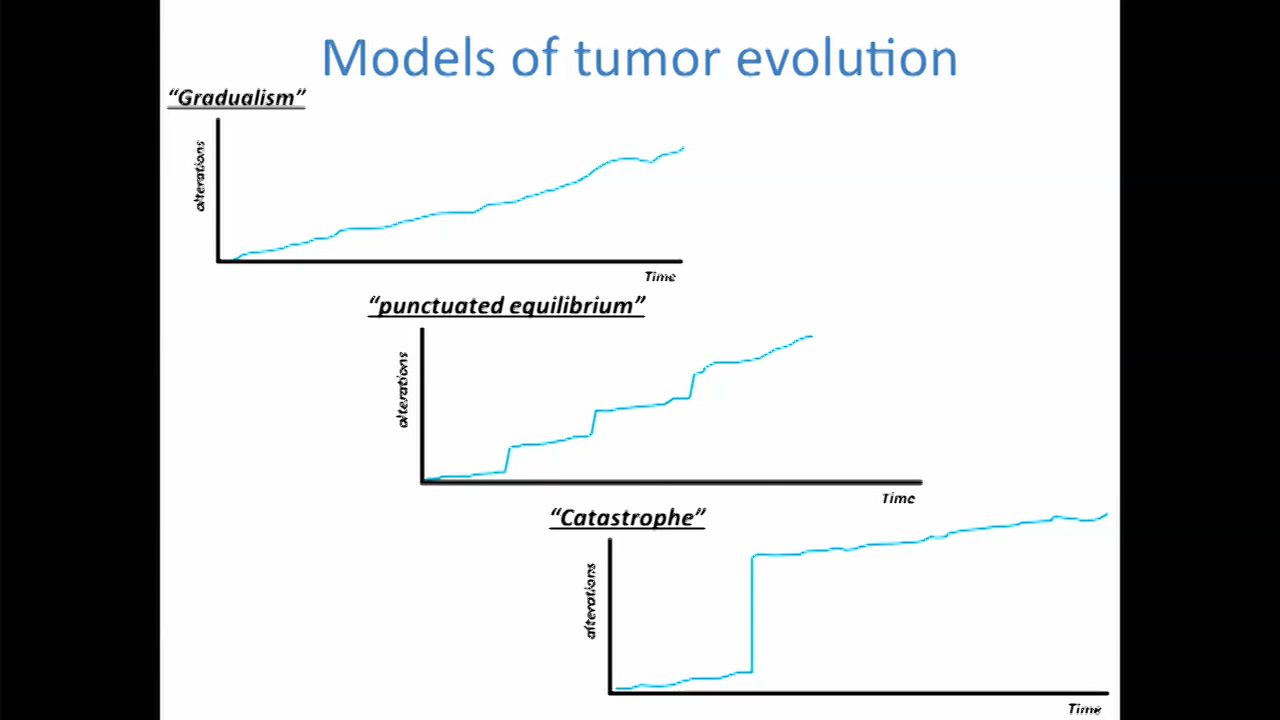 Models of tumor evolution
“Gradualism”
alterations
Time
“punctuated equilibrium”
alterations
Time
“Catastrophe”
alterations
Time